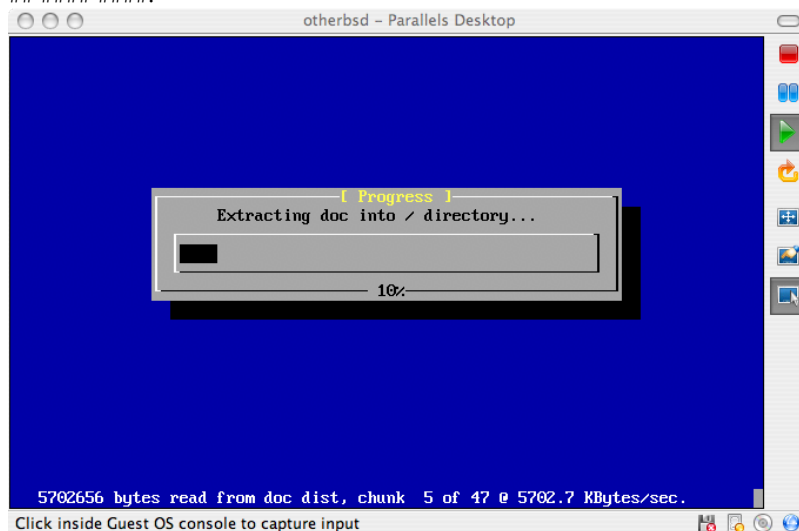 otherbsd – Parallels Desktop
[ Progress ]
Extracting doc into / directory...
10%
5702656 bytes read from doc dist, chunk 5 of 47 @ 5702.7 KBytes/sec.
Click inside Guest OS console to capture input